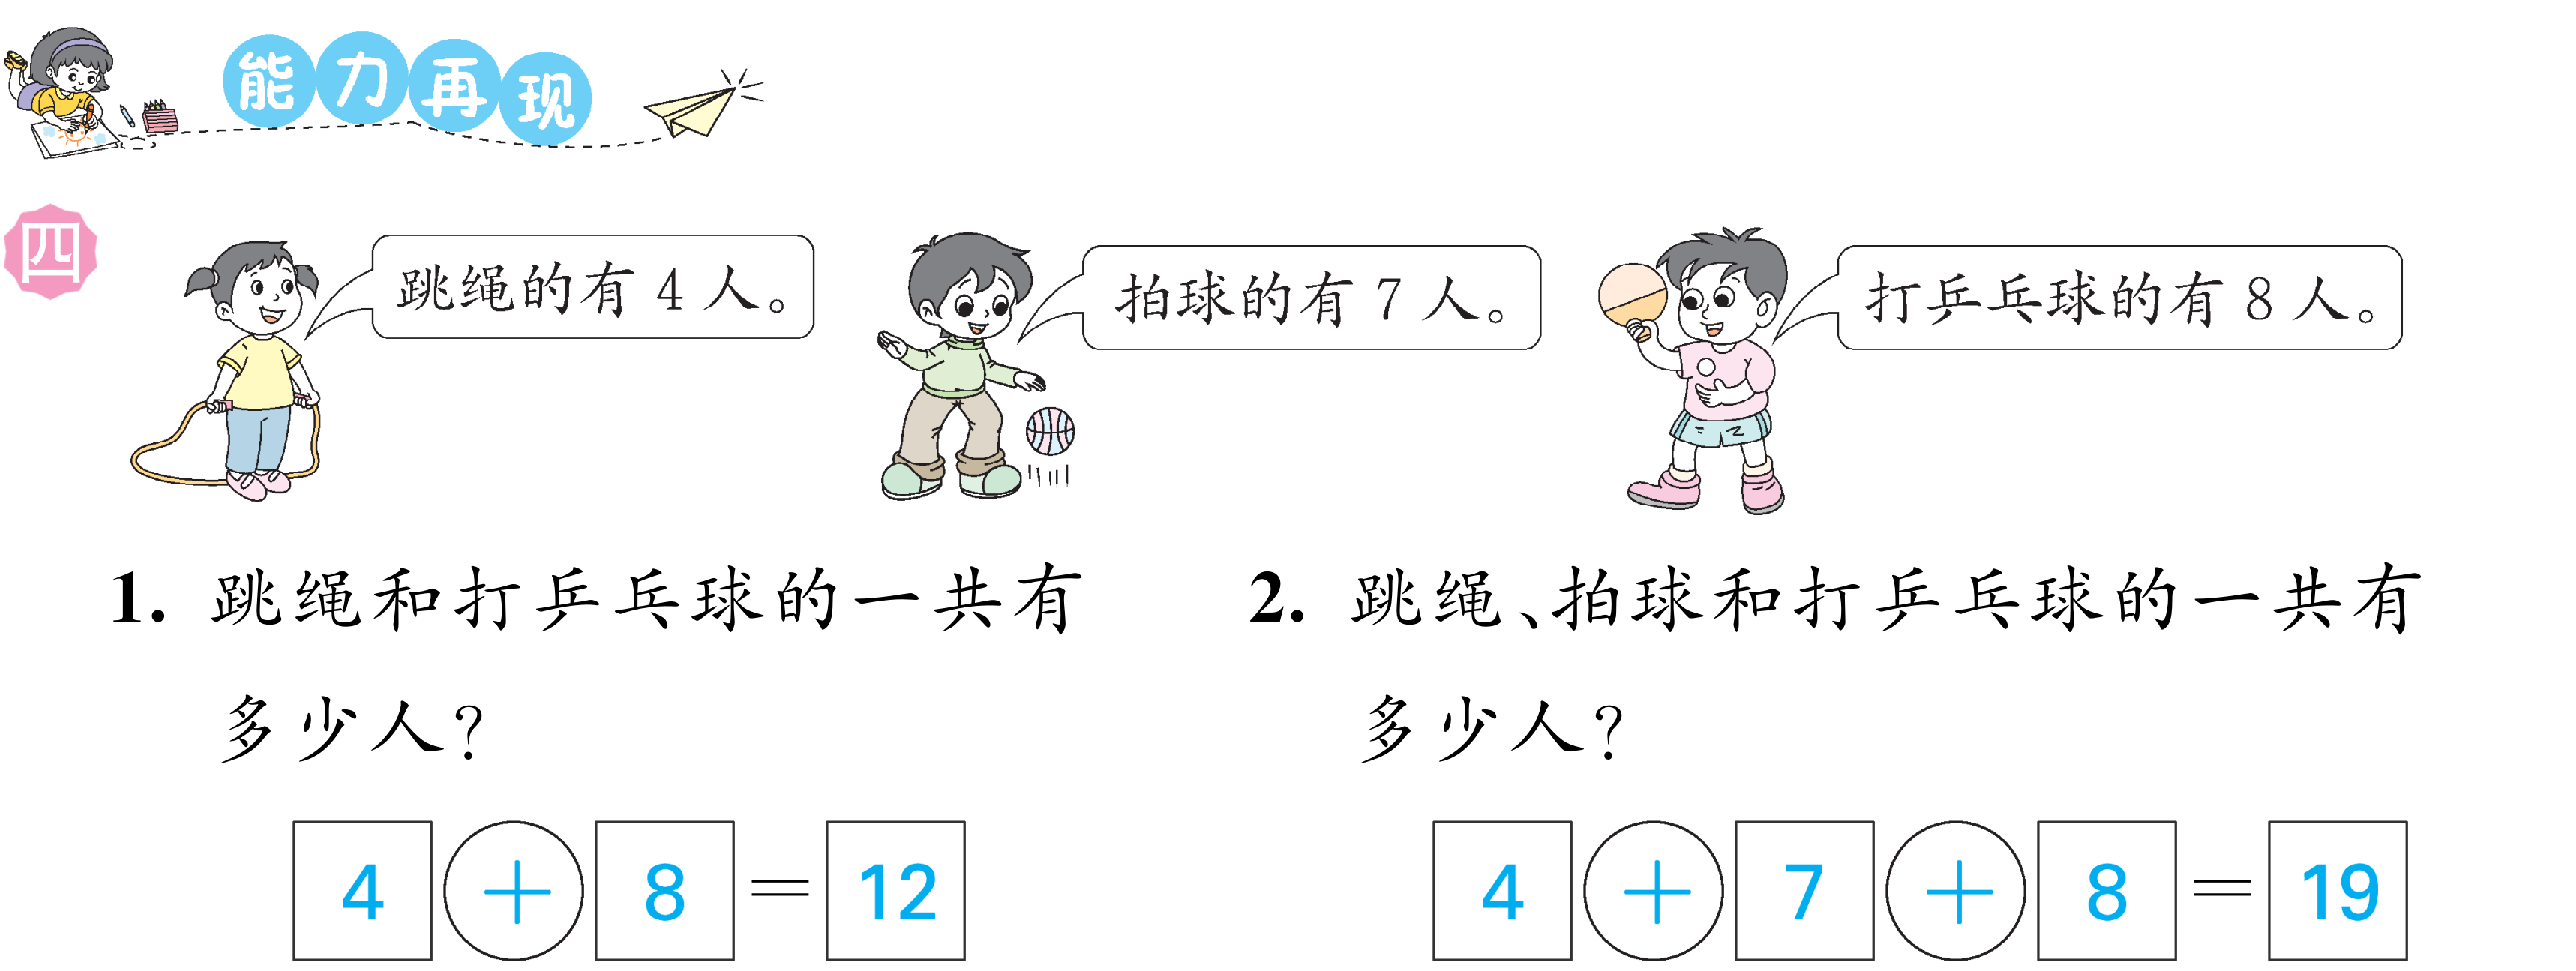 能力再现
四
跳绳的有 4 人。
拍球的有 7 人。
打乒乓球的有 8 人。
1. 跳绳和打乒乓球的一共有
多少人?
4 + 8 = 12
2. 跳绳、拍球和打乒乓球的一共有
多少人?
4 + 7 + 8 = 19